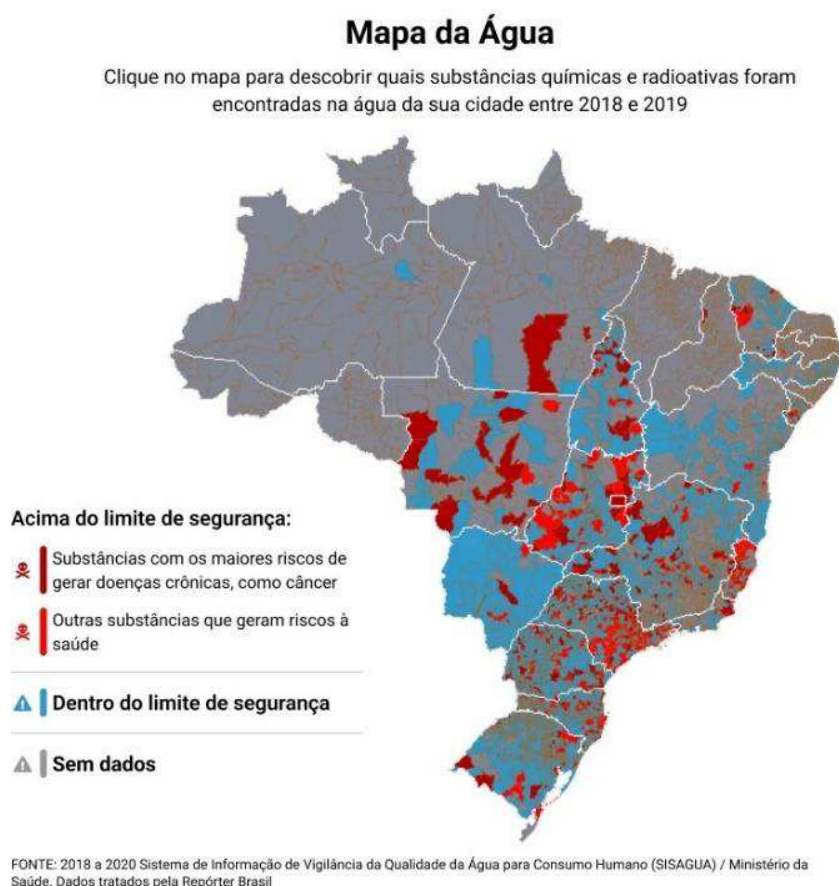 Mapa da Água
Clique no mapa para descobrir quais substâncias químicas e radioativas foram
encontradas na água da sua cidade entre 2018 e 2019
Acima do limite de segurança:
Substâncias com os maiores riscos de
gerar doenças crônicas, como câncer
Outras substâncias que geram riscos à
saúde
Dentro do limite de segurança
Sem dados
FONTE: 2018 a 2020 Sistema de Informação de Vigilância da Qualidade da Água para Consumo Humano (SISAGUA) / Ministério da
Saúde. Dados tratados pela Repórter Brasil